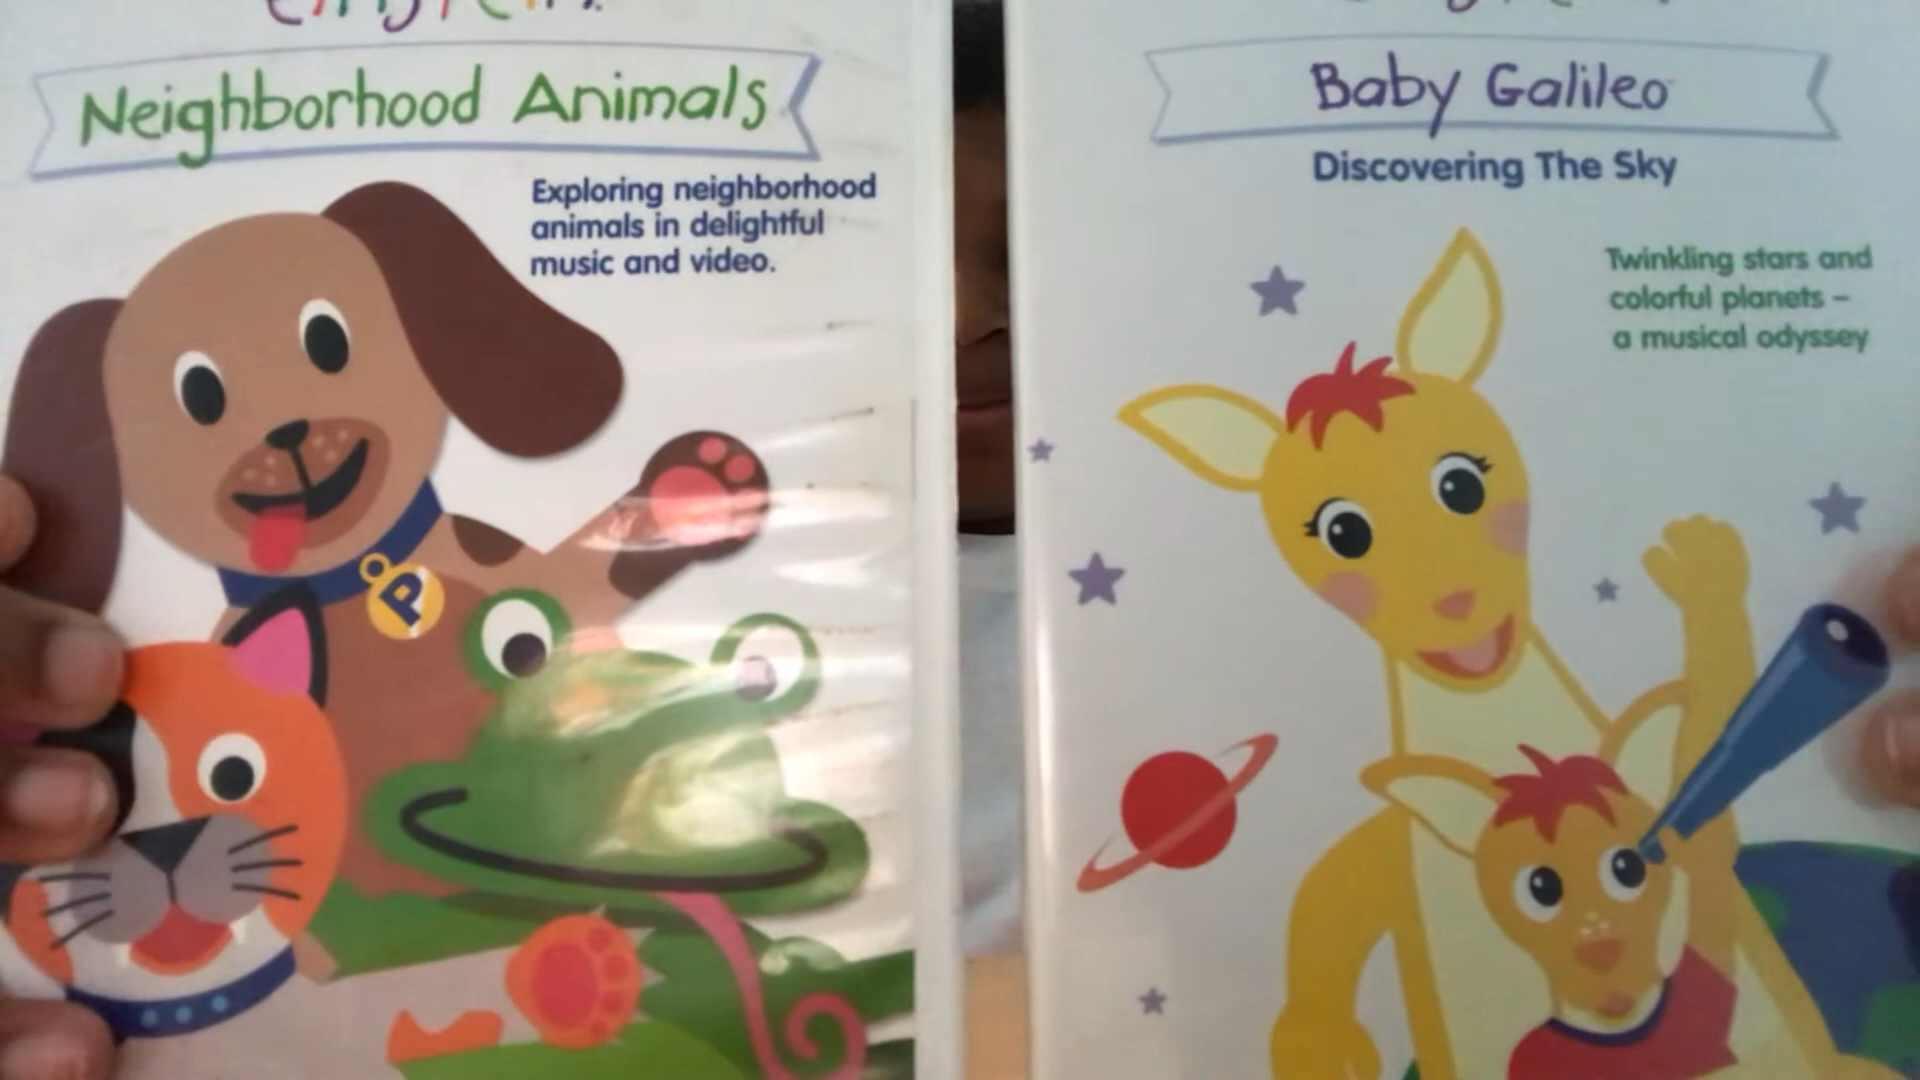 einstein.
Neighborhood Animals
Exploring neighborhood
animals in delightful
music and video.
P
Baby Galileo
Discovering The Sky
Twinkling stars and
colorful planets –
a musical odyssey